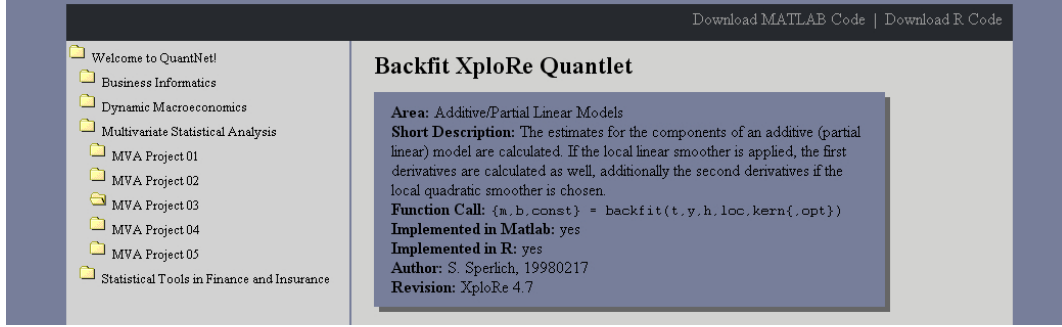 Download MATLAB Code | Download R Code
Welcome to QuantNet!
Business Informatics
Dynamic Macroeconomics
Multivariate Statistical Analysis
MVA Project 01
MVA Project 02
MVA Project 03
MVA Project 04
MVA Project 05
Statistical Tools in Finance and Insurance
Backfit XploRe Quantlet
Area: Additive/Partial Linear Models
Short Description: The estimates for the components of an additive (partial
linear) model are calculated. If the local linear smoother is applied, the first
derivatives are calculated as well, additionally the second derivatives if the
local quadratic smoother is chosen.
Function Call: {m,b,const} = backfit(t,y,h,loc,kern{,opt})
Implemented in Matlab: yes
Implemented in R: yes
Author: S. Sperlich, 19980217
Revision: XploRe 4.7